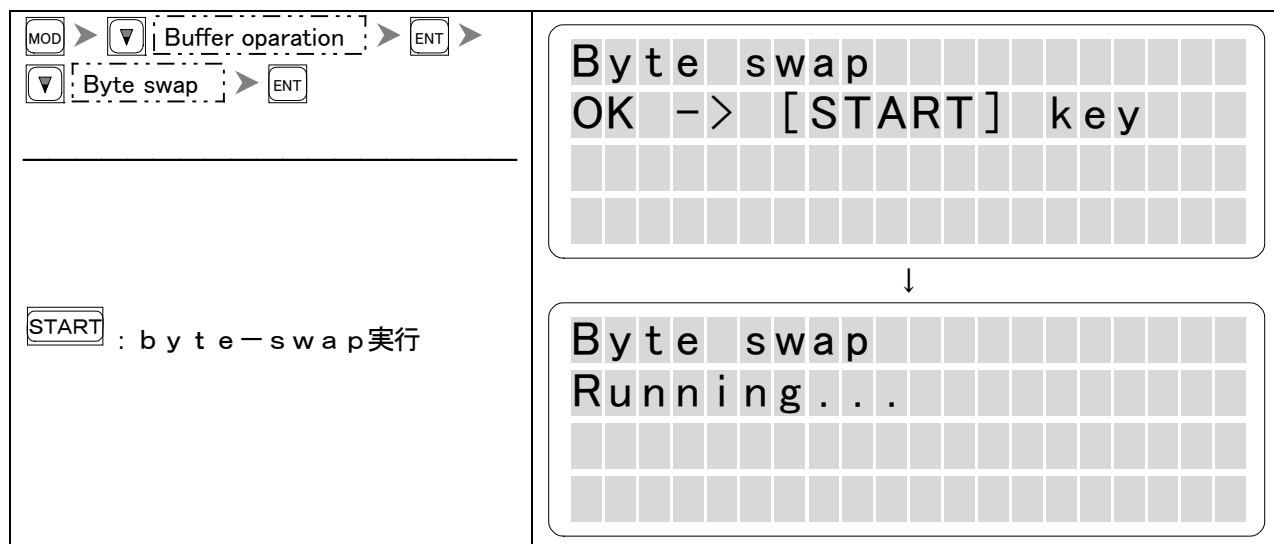 MOD ➤ ▼ Buffer oparation ➤ ENT ➤
▼ Byte swap ➤ ENT
START : ｂｙｔｅ－ｓｗａｐ実行
Byte swap
OK -> [START] key
↓
Byte swap
Running...